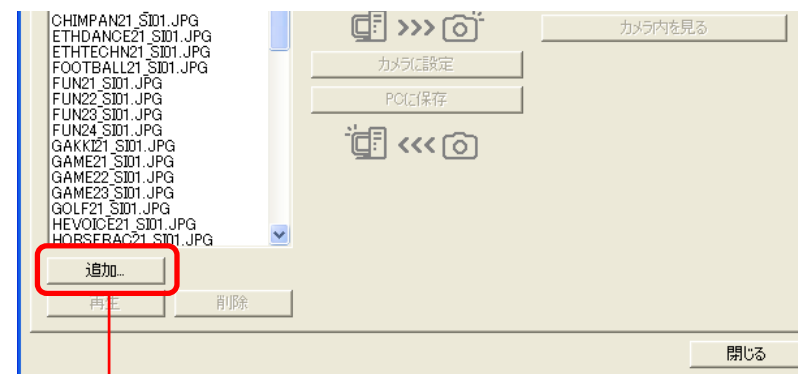 CHIMPAN21_SI01.JPG
ETHDANCE21_SI01.JPG
ETHTECHN21_SI01.JPG
FOOTBALL21_SI01.JPG
FUN21_SI01.JPG
FUN22_SI01.JPG
FUN23_SI01.JPG
FUN24_SI01.JPG
GAKKI21_SI01.JPG
GAME21_SI01.JPG
GAME22_SI01.JPG
GAME23_SI01.JPG
GOLF21_SI01.JPG
HEVOICE21_SI01.JPG
HORSERAC21_SI01.JPG
>>>
カメラ内を見る
カメラに設定
PCに保存
<<<
追加...
再生
削除
閉じる